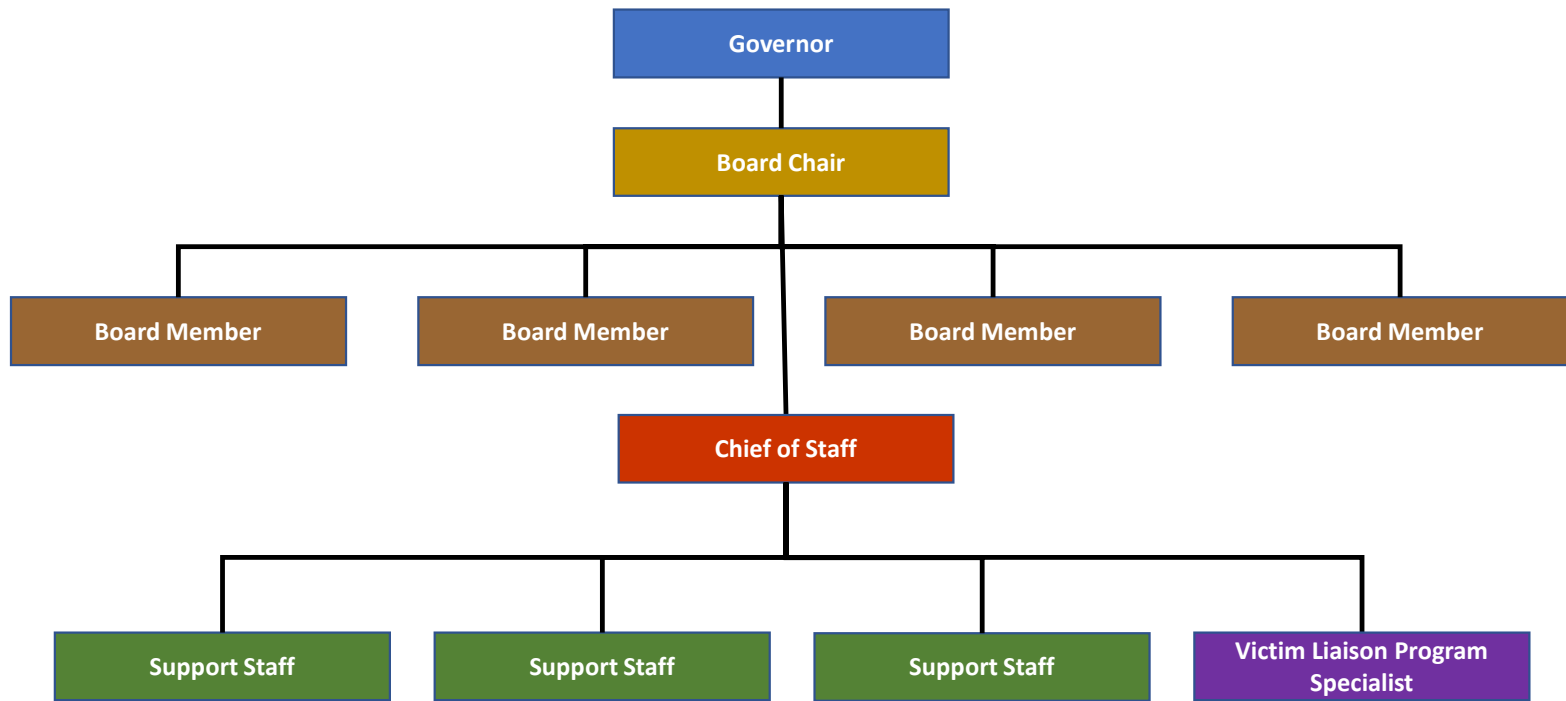 Governor
Board Chair
Board Member
Board Member
Board Member
Board Member
Chief of Staff
Support Staff
Support Staff
Support Staff
Victim Liaison Program
Specialist